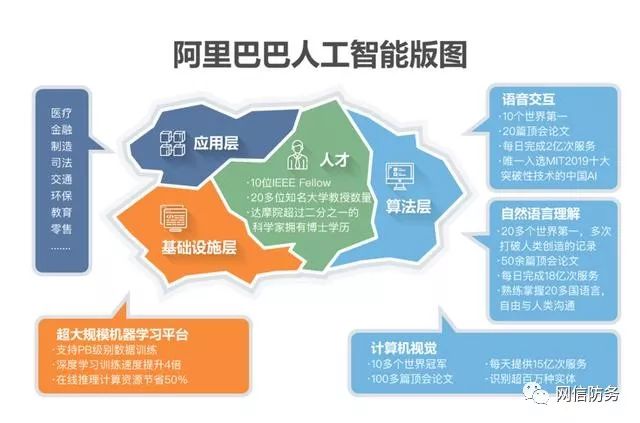 阿里巴巴人工智能版图
医疗
金融
制造
司法
交通
环保
教育
零售
……
应用层
人才
·10位IEEE Fellow
·20多位知名大学教授数量
·达摩院超过二分之一的
科学家拥有博士学历
算法层
基础设施层
语音交互
·10个世界第一
·20篇顶会论文
·每日完成2亿次服务
·唯一入选MIT2019十大
突破性技术的中国AI
自然语言理解
·20多个世界第一，多次
打破人类创造的记录
·50余篇顶会论文
·每日完成18亿次服务
·熟练掌握20多国语言，
自由与人类沟通
超大规模机器学习平台
·支持PB级别数据训练
·深度学习训练速度提升4倍
·在线推理计算资源节省50%
计算机视觉
·10多个世界冠军
·100多篇顶会论文
·每天提供15亿次服务
·识别超百万种实体
网信防务